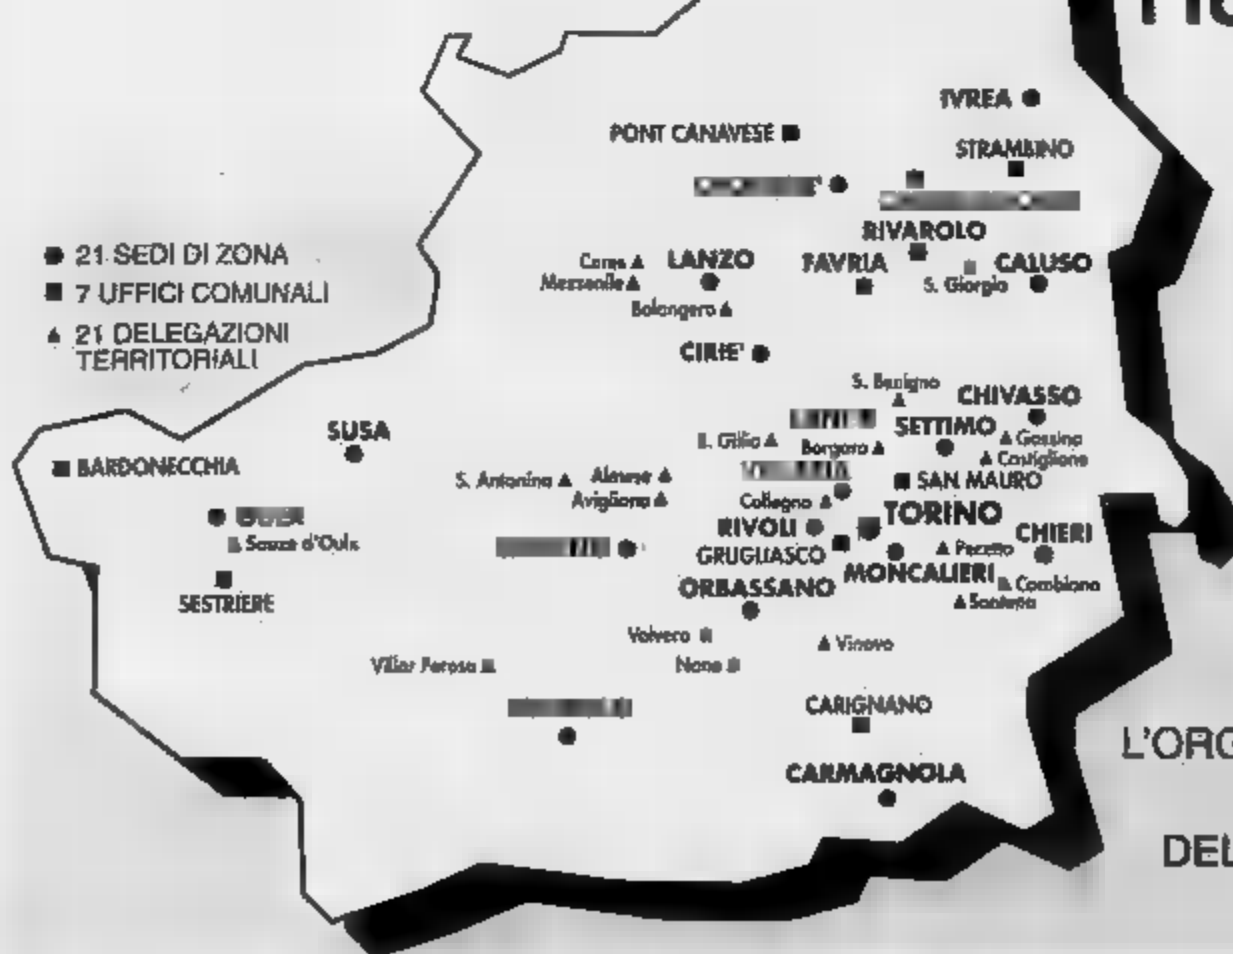 IVREA
PONT CANAVESE
STRAMBINO
RIVAROLO
21 SEDI DI ZONA
LANZO
FAVRIA
CALUSO
Mezzenile
S. Giorgio
7 UFFICI COMUNALI
Balangero
21 DELEGAZIONI
TERRITORIALI
CIRIE'
S. Benigno
CHIVASSO
SUSA
SETTIMO
Borgaro
Gassino
Castiglione
BARDONECCHIA
S. Antonino
Almese
SAN MAURO
Avigliana
Collegno
TORINO
RIVOLI
CHIERI
Sauze d'Oulx
GRUGLIASCO
Pecetto
MONCALIERI
ORBASSANO
Cambiano
SESTRIERE
Santena
Volvera
Vinovo
Villar Perosa
None
CARIGNANO
L'ORG
CARMAGNOLA
DEL